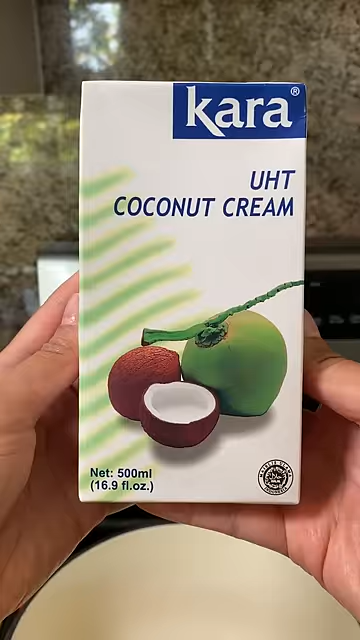 kara®
UHT
COCONUT CREAM
Net: 500ml
(16.9 fl.oz.)